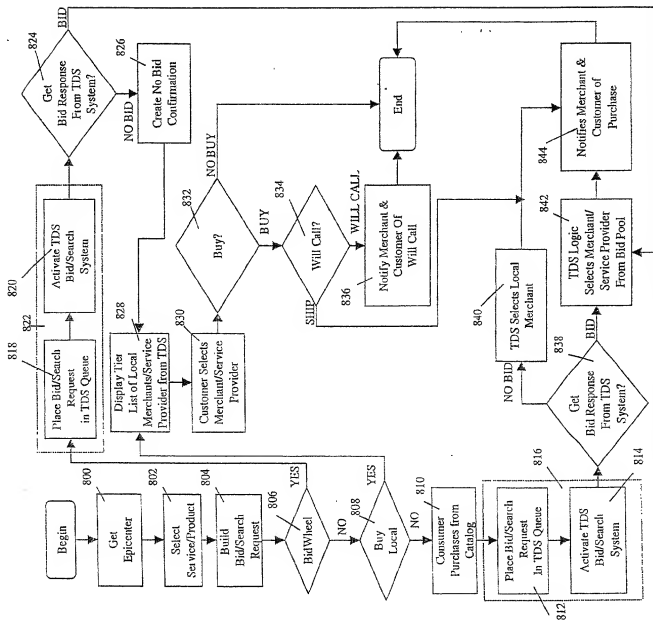 Begin
800
Get
Epicenter
802
Select
Service/Product
804
Build
Bid/Search
Request
806
Bid Wheel
YES
NO
808
Buy
Local
YES
NO
810
Consumer
Purchases from
Catalog
812
Place Bid/Search
Request
In TDS Queue
816
814
Activate TDS
Bid/Search
System
818
Place Bid/Search
Request
in TDS Queue
822
820
Activate TDS
Bid/Search
System
824
Get
Bid Response
From TDS
System?
BID
NO BID
826
Create No Bid
Confirmation
828
Display Tier
List of Local
Merchants/Service
Provider from TDS
830
Customer Selects
Merchant/Service
Provider
832
Buy?
NO BUY
BUY
834
Will Call?
SHIP
WILL CALL
836
Notify Merchant &
Customer Of
Will Call
End
838
Get
Bid Response
From TDS
System?
NO BID
BID
840
TDS Selects Local
Merchant
842
TDS Logic
Selects Merchant/
Service Provider
From Bid Pool
844
Notifies Merchant &
Customer of
Purchase